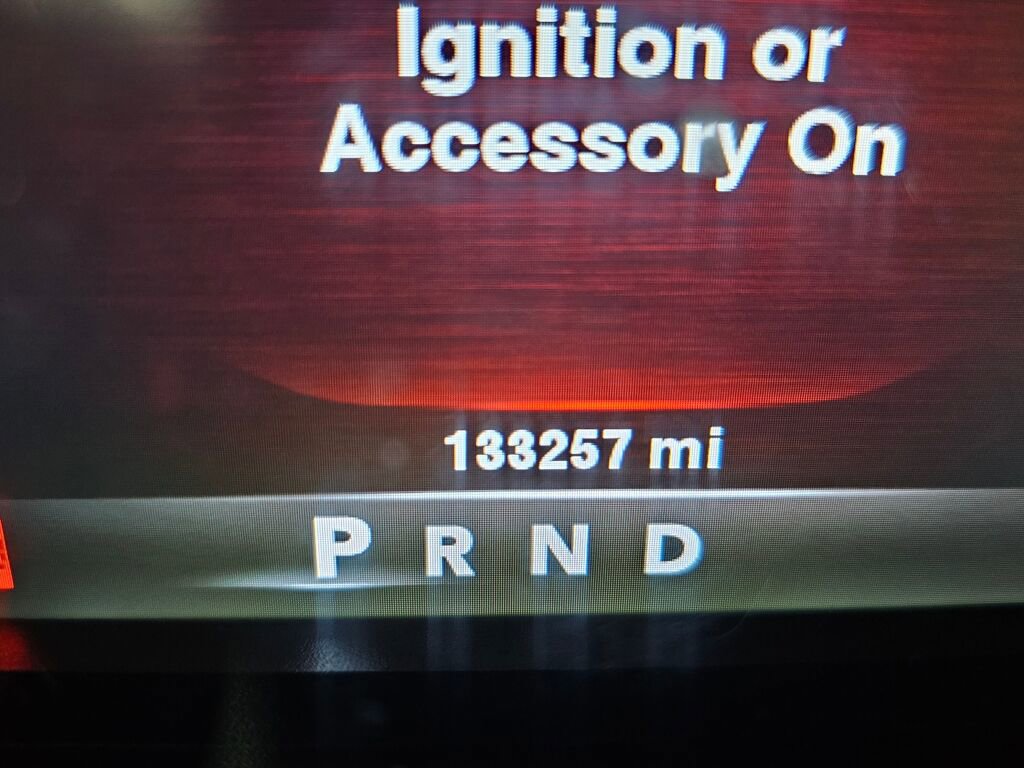 Ignition or
Accessory On
133257 mi
P R N D